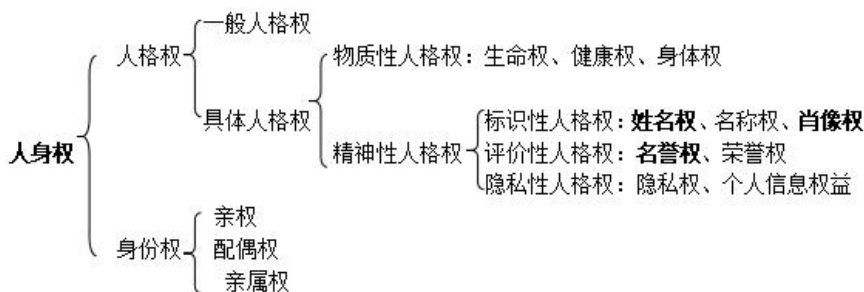 一般人格权
人格权
物质性人格权：生命权、健康权、身体权
具体人格权
标识性人格权：姓名权、名称权、肖像权
人身权
精神性人格权
评价性人格权：名誉权、荣誉权
隐私性人格权：隐私权、个人信息权益
亲权
身份权
配偶权
亲属权